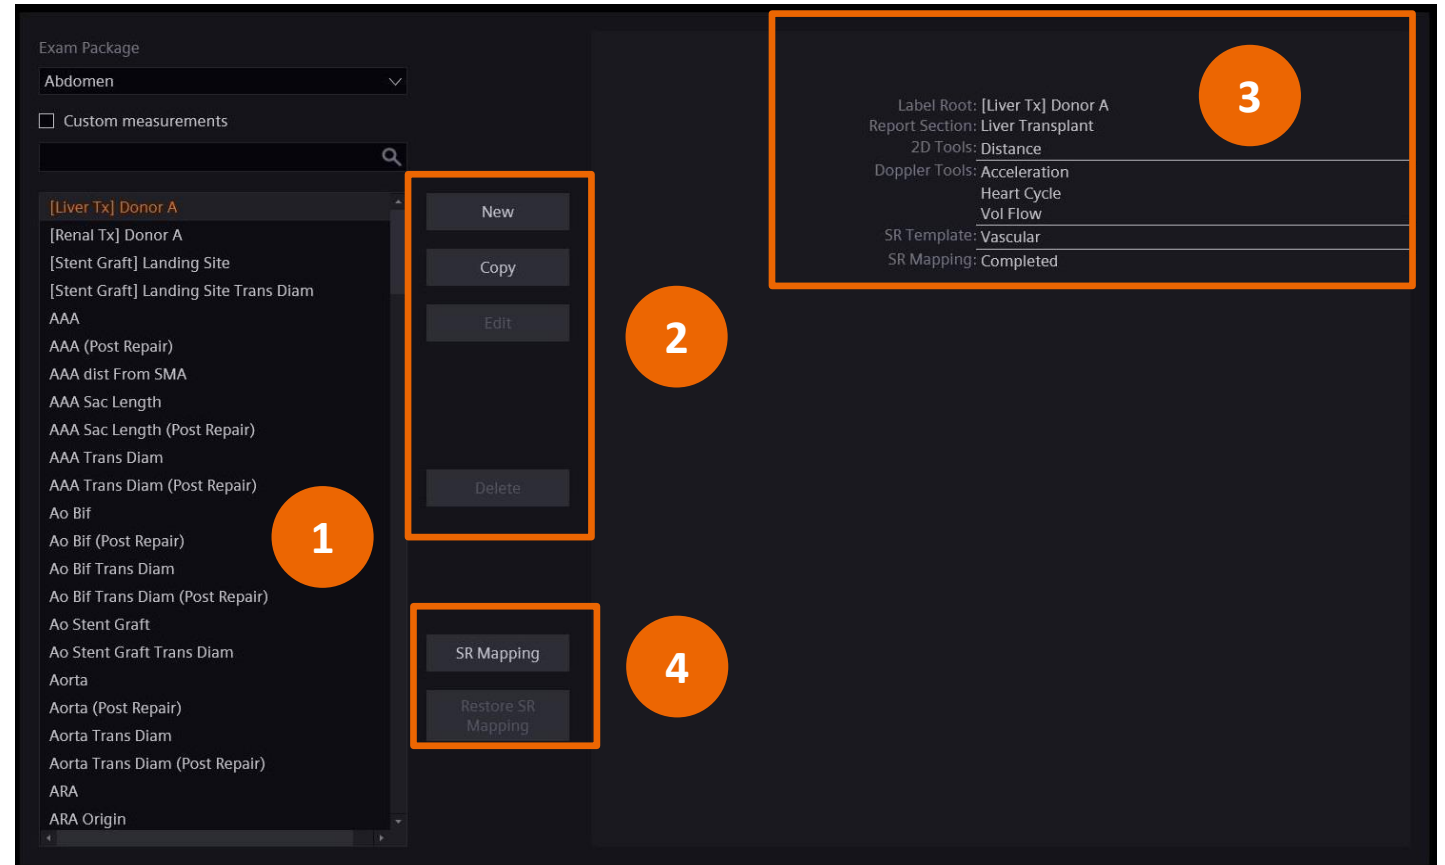 Exam Package
Abdomen
Custom measurements
[Liver Tx] Donor A
[Renal Tx] Donor A
[Stent Graft] Landing Site
[Stent Graft] Landing Site Trans Diam
AAA
AAA (Post Repair)
AAA dist From SMA
AAA Sac Length
AAA Sac Length (Post Repair)
AAA Trans Diam
AAA Trans Diam (Post Repair)
Ao Bif
Ao Bif (Post Repair)
Ao Bif Trans Diam
Ao Bif Trans Diam (Post Repair)
Ao Stent Graft
Ao Stent Graft Trans Diam
Aorta
Aorta (Post Repair)
Aorta Trans Diam
Aorta Trans Diam (Post Repair)
ARA
ARA Origin
1
New
Copy
Edit
Delete
2
SR Mapping
Restore SR
Mapping
4
Label Root: [Liver Tx] Donor A
Report Section: Liver Transplant
2D Tools: Distance
Doppler Tools: Acceleration
Heart Cycle
Vol Flow
SR Template: Vascular
SR Mapping: Completed
3